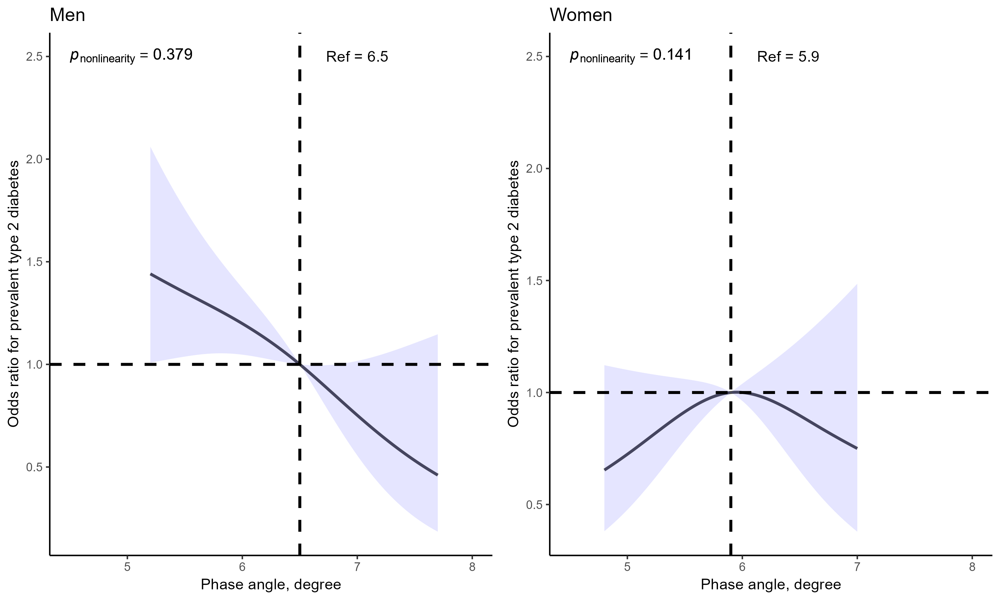 Men
p nonlinearity = 0.379
Ref = 6.5
Odds ratio for prevalent type 2 diabetes
2.5
2.0
1.5
1.0
0.5
5 6 7 8
Phase angle, degree
Women
p nonlinearity = 0.141
Ref = 5.9
Odds ratio for prevalent type 2 diabetes
2.5
2.0
1.5
1.0
0.5
5 6 7 8
Phase angle, degree